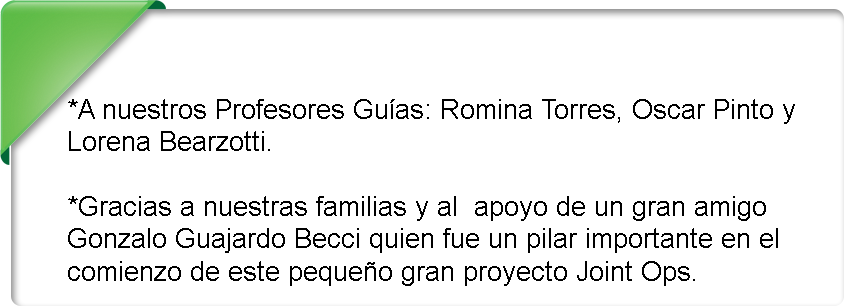 *A nuestros Profesores Guías: Romina Torres, Oscar Pinto y
Lorena Bearzotti.
*Gracias a nuestras familias y al  apoyo de un gran amigo
Gonzalo Guajardo Becci quien fue un pilar importante en el
comienzo de este pequeño gran proyecto Joint Ops.